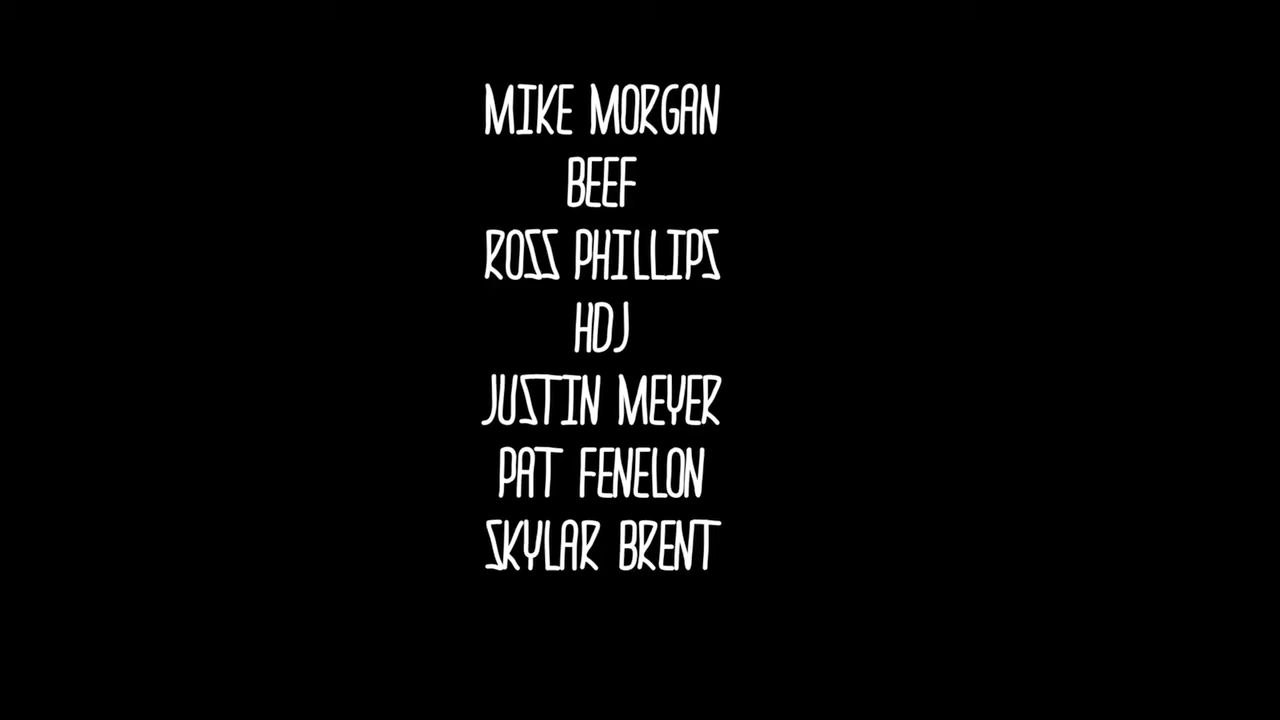 MIKE MORGAN
BEEF
ROSS PHILLIPS
HDJ
JUSTIN MEYER
PAT FENELON
SKYLAR BRENT